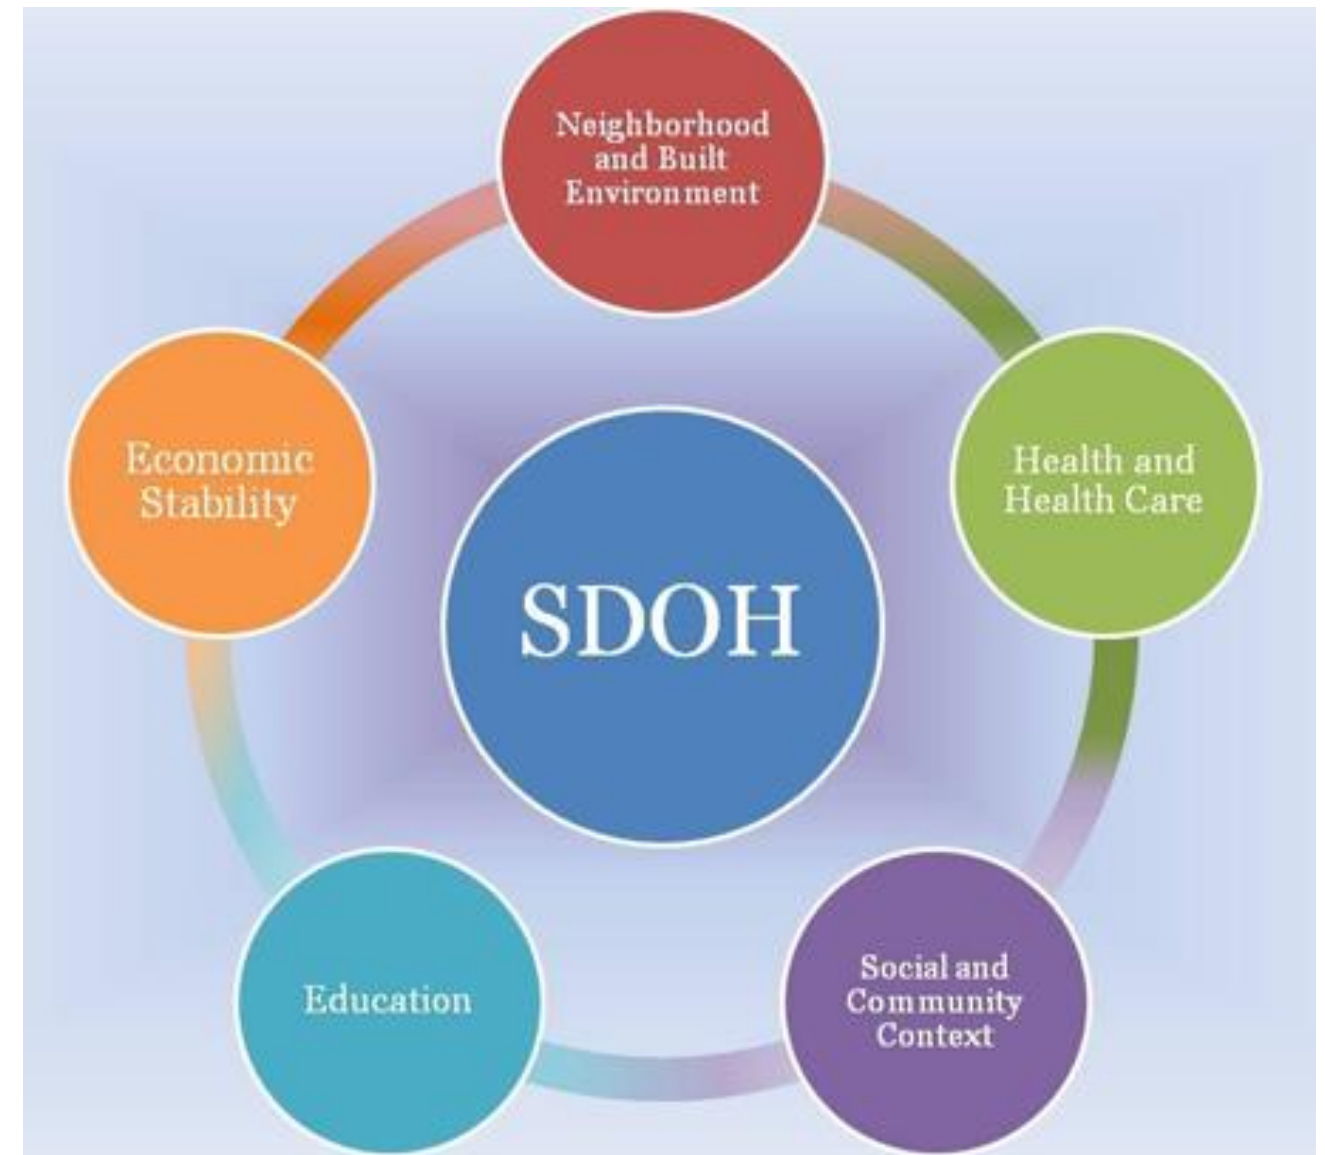 Neighborhood
and Built
Environment
Economic
Stability
Health and
Health Care
SDOH
Education
Social and
Community
Context